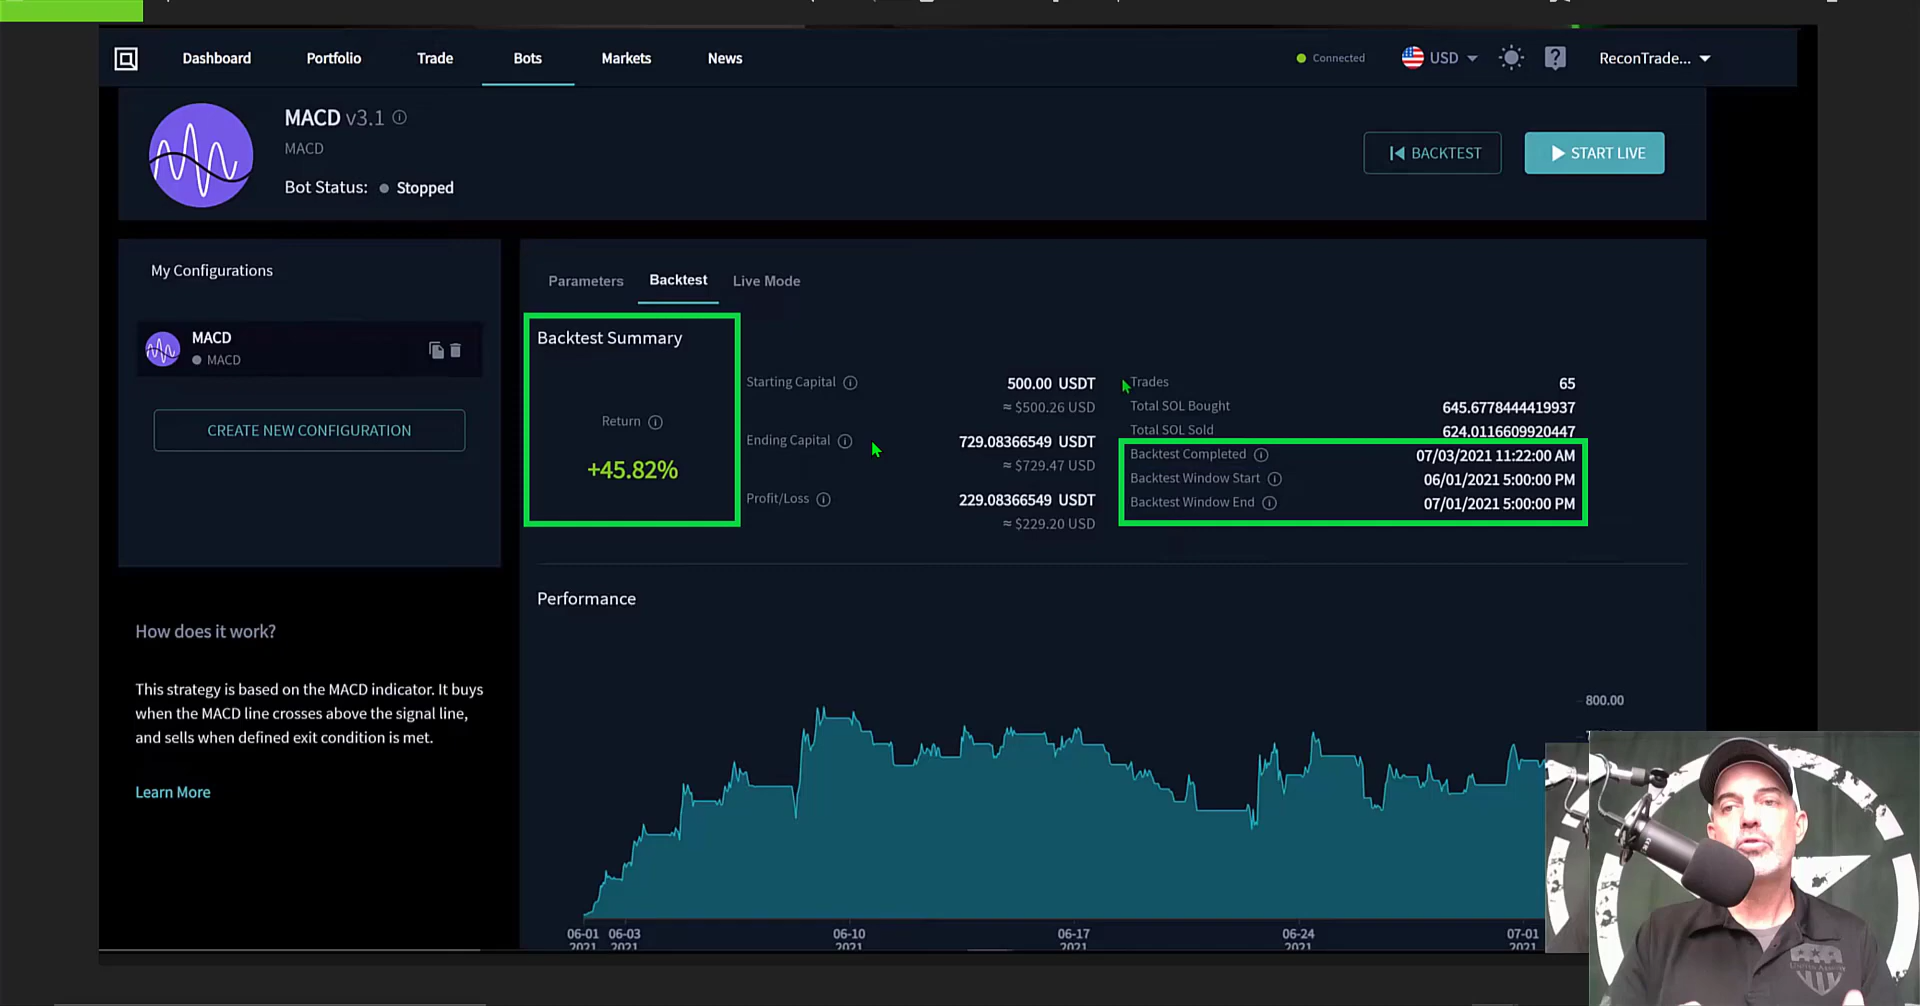 Dashboard
Portfolio
Trade
Bots
Markets
News
Connected
USD
ReconTrade...
MACD v3.1
MACD
Bot Status: Stopped
BACKTEST
START LIVE
My Configurations
MACD
MACD
CREATE NEW CONFIGURATION
How does it work?
This strategy is based on the MACD indicator. It buys
when the MACD line crosses above the signal line,
and sells when defined exit condition is met.
Learn More
Parameters
Backtest
Live Mode
Backtest Summary
Return
+45.82%
Starting Capital
500.00 USDT
≈ $500.26 USD
Ending Capital
729.08366549 USDT
≈ $729.47 USD
Profit/Loss
229.08366549 USDT
≈ $229.20 USD
Trades
65
Total SOL Bought
645.6778444419937
Total SOL Sold
624.0116609920447
Backtest Completed
07/03/2021 11:22:00 AM
Backtest Window Start
06/01/2021 5:00:00 PM
Backtest Window End
07/01/2021 5:00:00 PM
Performance
800.00
06-01
2021
06-03
2021
06-10
2021
06-17
2021
06-24
2021
07-01
2021